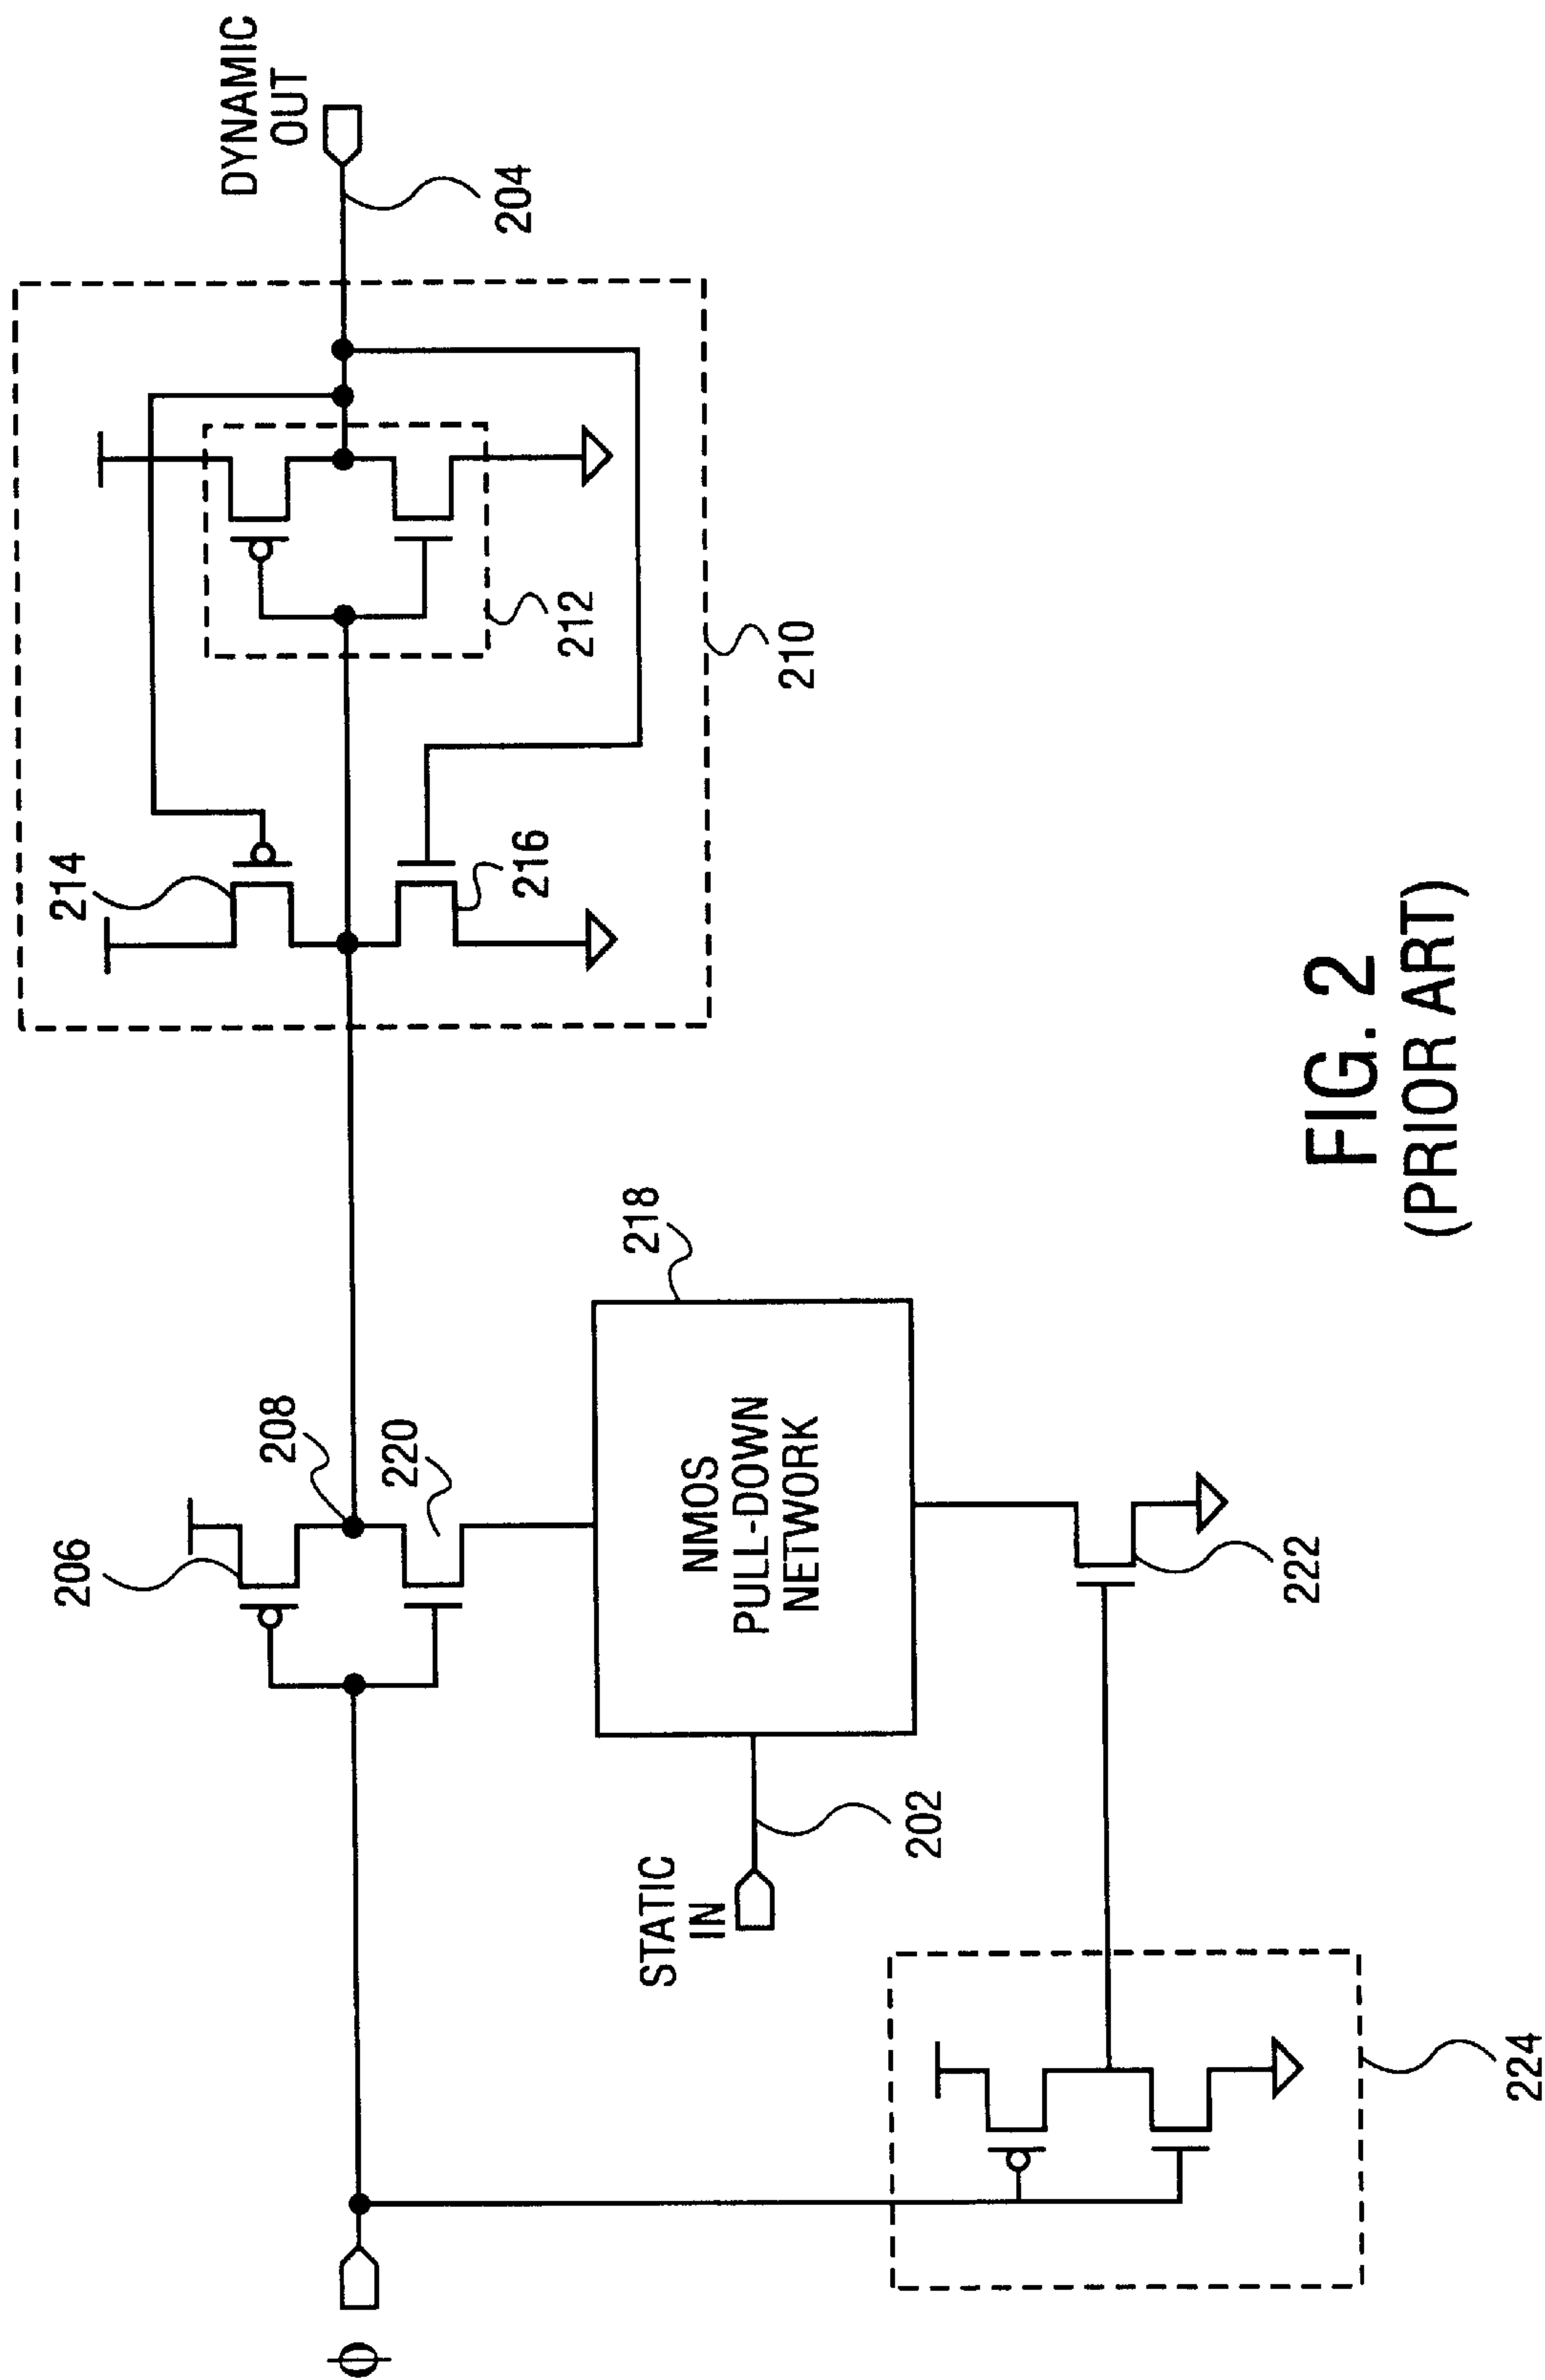 DYNAMIC
OUT
204
214
216
212
210
206
208
220
218
NMOS
PULL-DOWN
NETWORK
STATIC
IN
202
222
224
ϕ
FIG. 2
(PRIOR ART)